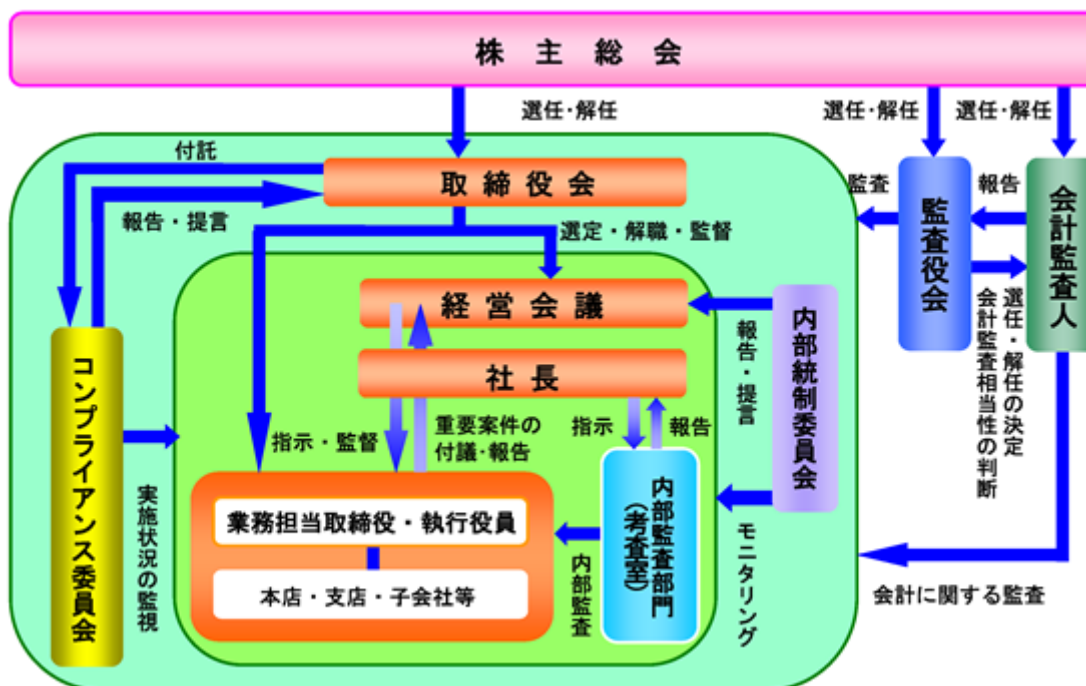 株主総会
選任・解任
選任・解任
選任・解任
付託
取締役会
報告・提言
選定・解職・監督
監査
報告
監査役会
会計監査人
選任・解任の決定
会計監査相当性の判断
経営会議
社長
内部統制委員会
報告・提言
コンプライアンス委員会
指示・監督
重要案件の
付議・報告
指示
報告
実施状況の監視
業務担当取締役・執行役員
本店・支店・子会社等
内部監査
内部監査部門
(考査室)
モニタリング
会計に関する監査